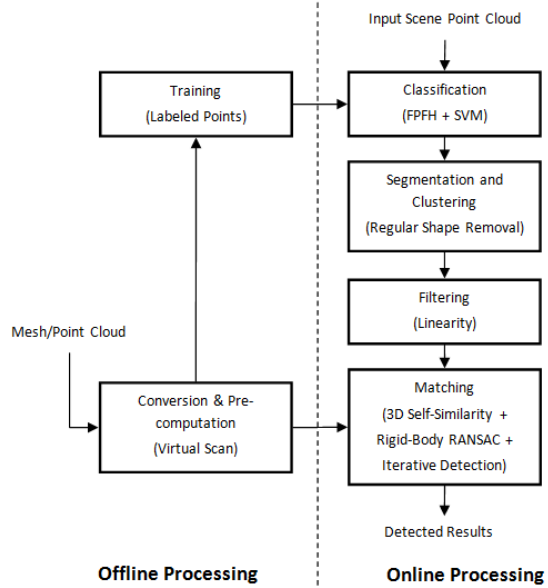 Input Scene Point Cloud
Training
(Labeled Points)
Classification
(FPFH + SVM)
Segmentation and
Clustering
(Regular Shape Removal)
Filtering
(Linearity)
Mesh/Point Cloud
Conversion & Pre-
computation
(Virtual Scan)
Matching
(3D Self-Similarity +
Rigid-Body RANSAC +
Iterative Detection)
Detected Results
Offline Processing
Online Processing